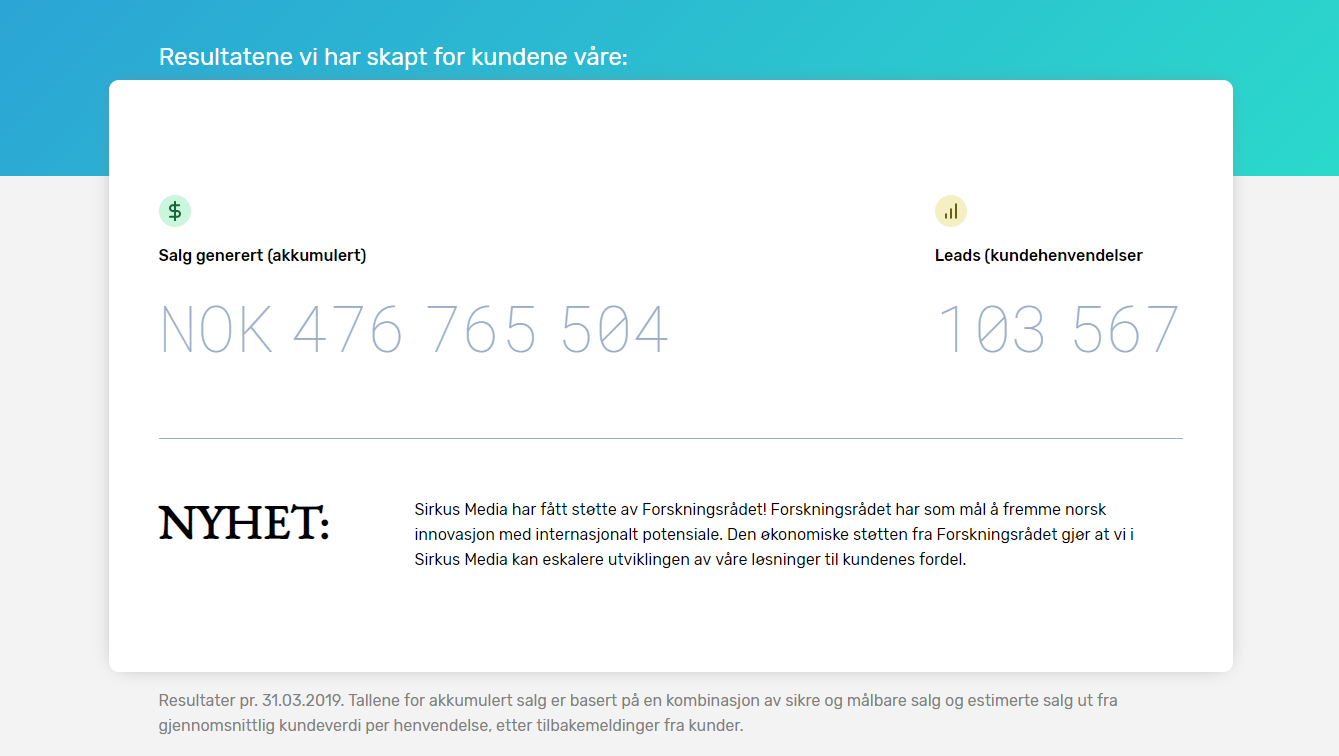 Resultatene vi har skapt for kundene våre:
Salg generert (akkumulert)
NOK 476 765 504
Leads (kundehenvendelser
103 567
NYHET:
Sirkus Media har fått støtte av Forskningsrådet! Forskningsrådet har som mål å fremme norsk
innovasjon med internasjonalt potensiale. Den økonomiske støtten fra Forskningsrådet gjør at vi i
Sirkus Media kan eskalere utviklingen av våre løsninger til kundenes fordel.
Resultater pr. 31.03.2019. Tallene for akkumulert salg er basert på en kombinasjon av sikre og målbare salg og estimerte salg ut fra
gjennomsnittlig kundeverdi per henvendelse, etter tilbakemeldinger fra kunder.